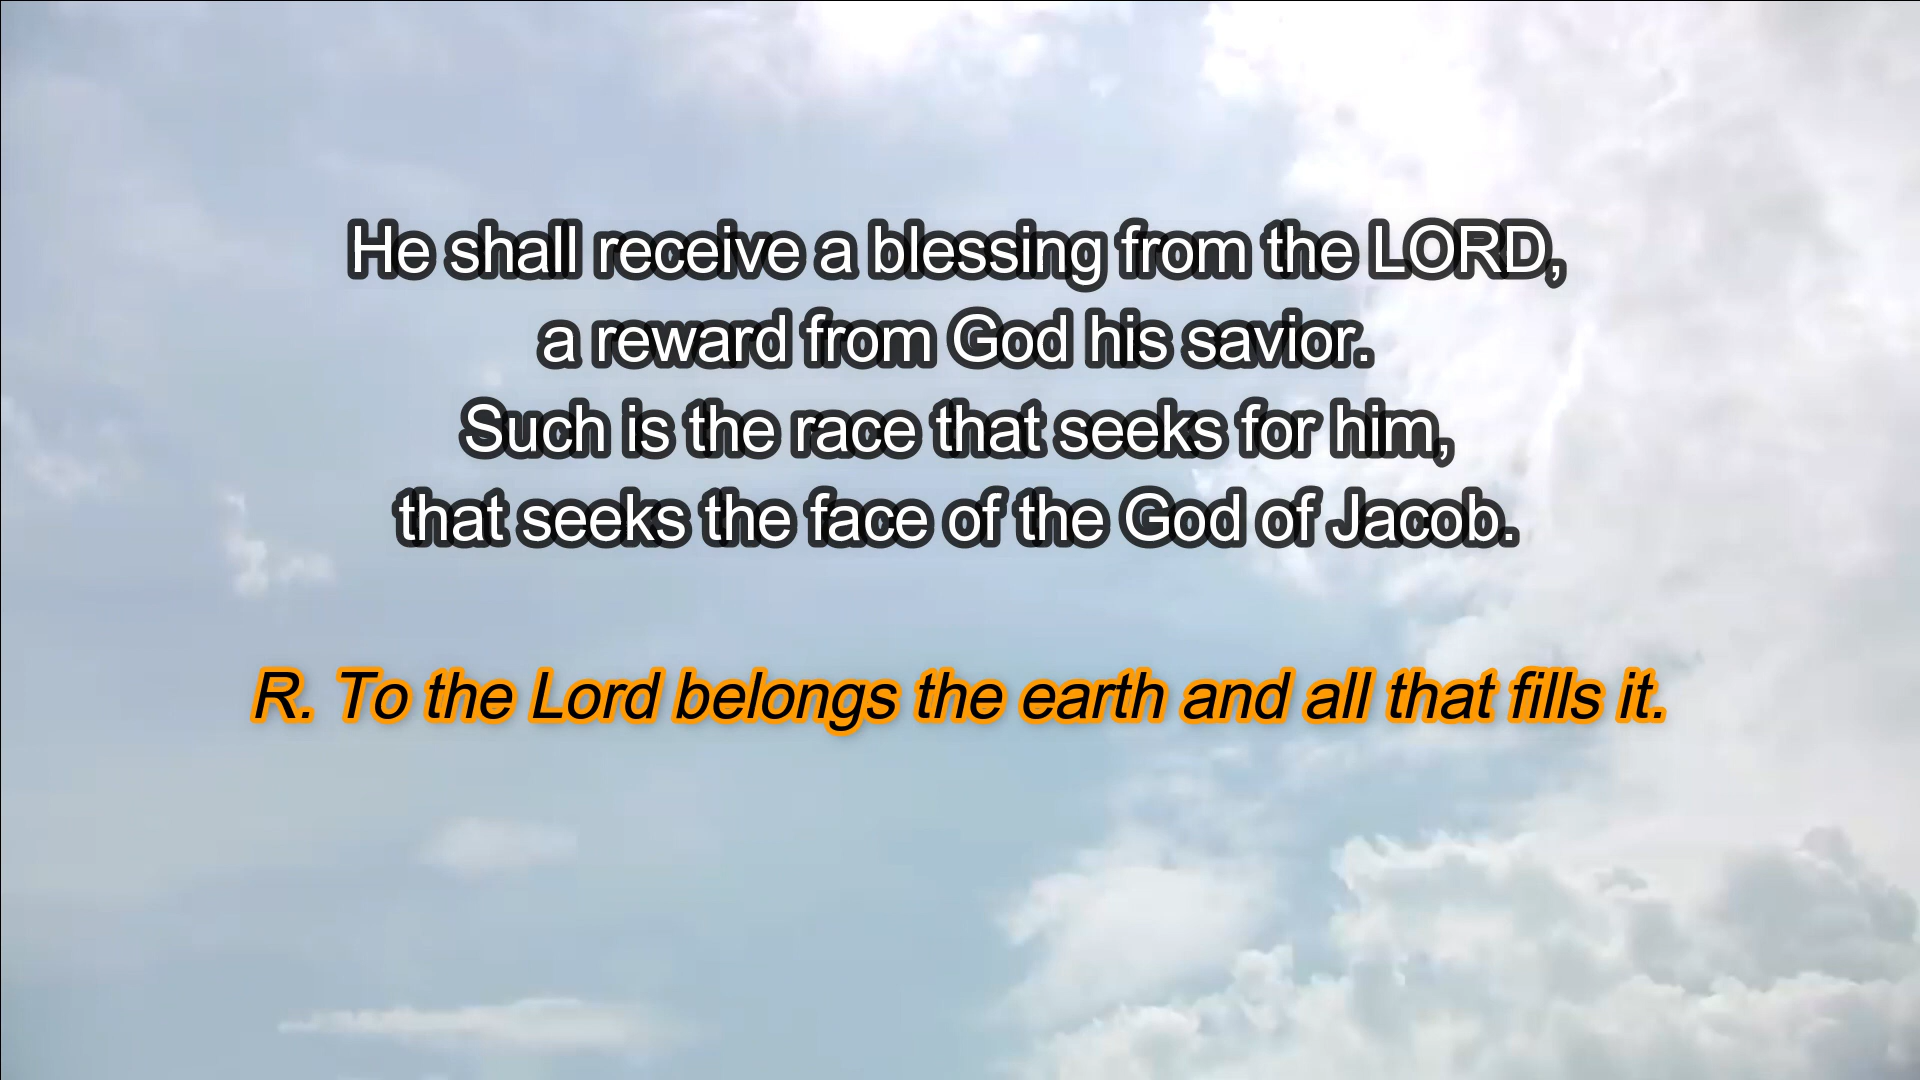 He shall receive a blessing from the LORD,
a reward from God his savior.
Such is the race that seeks for him,
that seeks the face of the God of Jacob.
R. To the Lord belongs the earth and all that fills it.